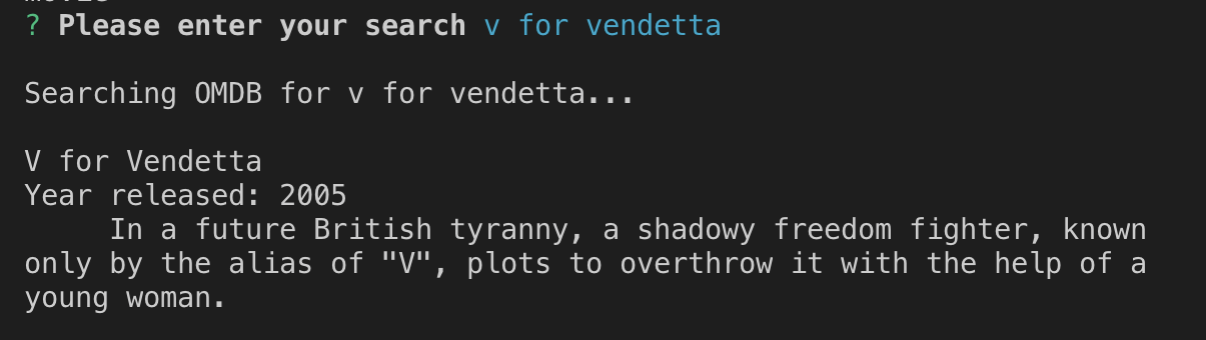 ? Please enter your search v for vendetta
Searching OMDB for v for vendetta...
V for Vendetta
Year released: 2005
In a future British tyranny, a shadowy freedom fighter, known
only by the alias of "V", plots to overthrow it with the help of a
young woman.